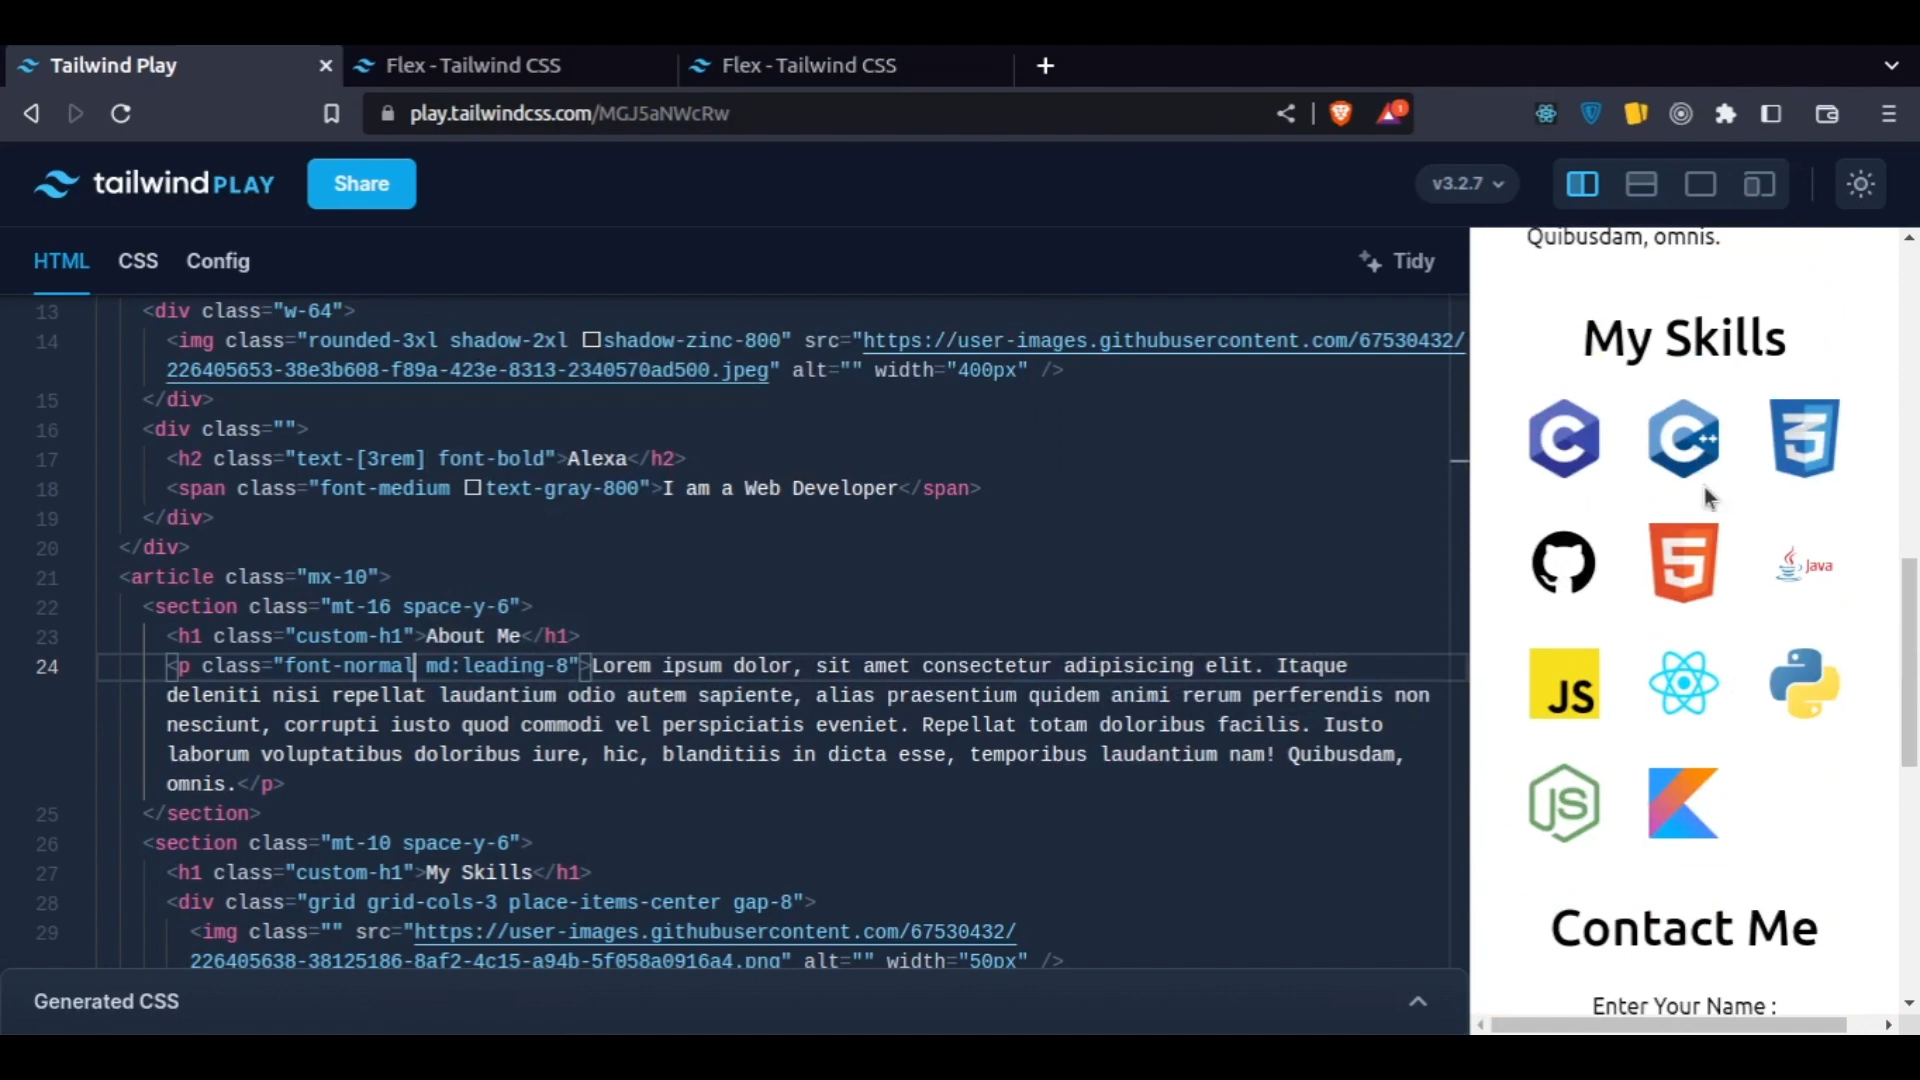 Tailwind Play
Flex - Tailwind CSS
Flex - Tailwind CSS
play.tailwindcss.com/MGJ5aNWcRw
1
tailwindPLAY
Share
v3.2.7
HTML CSS Config
Tidy
13 <div class="w-64">
14 <img class="rounded-3xl shadow-2xl shadow-zinc-800" src="https://user-images.githubusercontent.com/67530432/
226405653-38e3b608-f89a-423e-8313-2340570ad500.jpeg" alt="" width="400px" />
15 </div>
16 <div class="">
17 <h2 class="text-[3rem] font-bold">Alexa</h2>
18 <span class="font-medium text-gray-800">I am a Web Developer</span>
19 </div>
20 </div>
21 <article class="mx-10">
22 <section class="mt-16 space-y-6">
23 <h1 class="custom-h1">About Me</h1>
24 <p class="font-normal md:leading-8">Lorem ipsum dolor, sit amet consectetur adipisicing elit. Itaque
deleniti nisi repellat laudantium odio autem sapiente, alias praesentium quidem animi rerum perferendis non
nesciunt, corrupti iusto quod commodi vel perspiciatis eveniet. Repellat totam doloribus facilis. Iusto
laborum voluptatibus doloribus iure, hic, blanditiis in dicta esse, temporibus laudantium nam! Quibusdam,
omnis.</p>
25 </section>
26 <section class="mt-10 space-y-6">
27 <h1 class="custom-h1">My Skills</h1>
28 <div class="grid grid-cols-3 place-items-center gap-8">
29 <img class="" src="https://user-images.githubusercontent.com/67530432/
226405638-38125186-8af2-4c15-a94b-5f058a0916a4.png" alt="" width="50px" />
Generated CSS
Quibusdam, omnis.
My Skills
C
C++
3
5
Java
JS
JS
Contact Me
Enter Your Name :